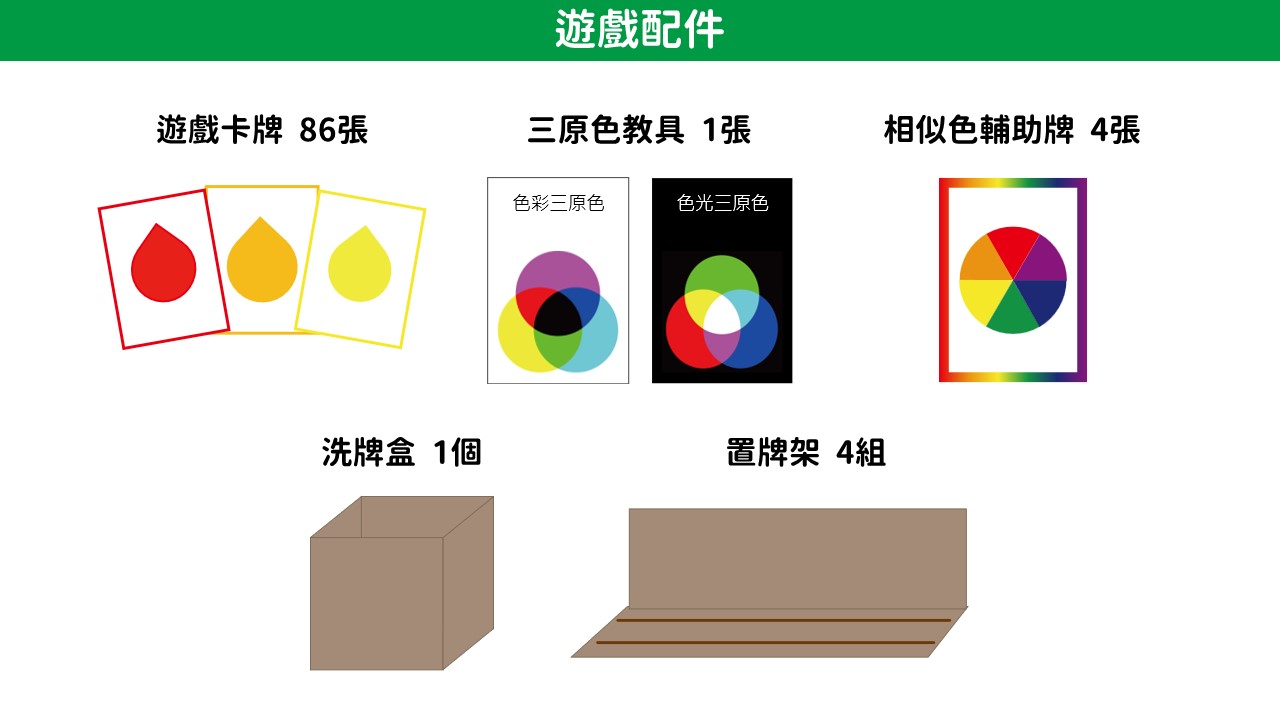 遊戲配件
遊戲卡牌 86張
三原色教具 1張
相似色輔助牌 4張
色彩三原色
色光三原色
洗牌盒 1個
置牌架 4組